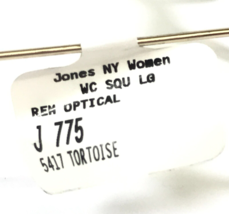 Jones NY Women
WC SQU LG
REM OPTICAL
J 775
5417 TORTOISE